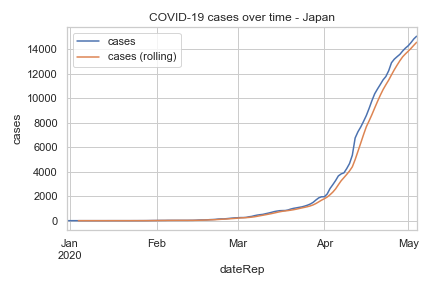 COVID-19 cases over time - Japan
cases
cases (rolling)
14000
12000
10000
8000
6000
4000
2000
0
cases
Jan
2020
Feb
Mar
Apr
May
dateRep